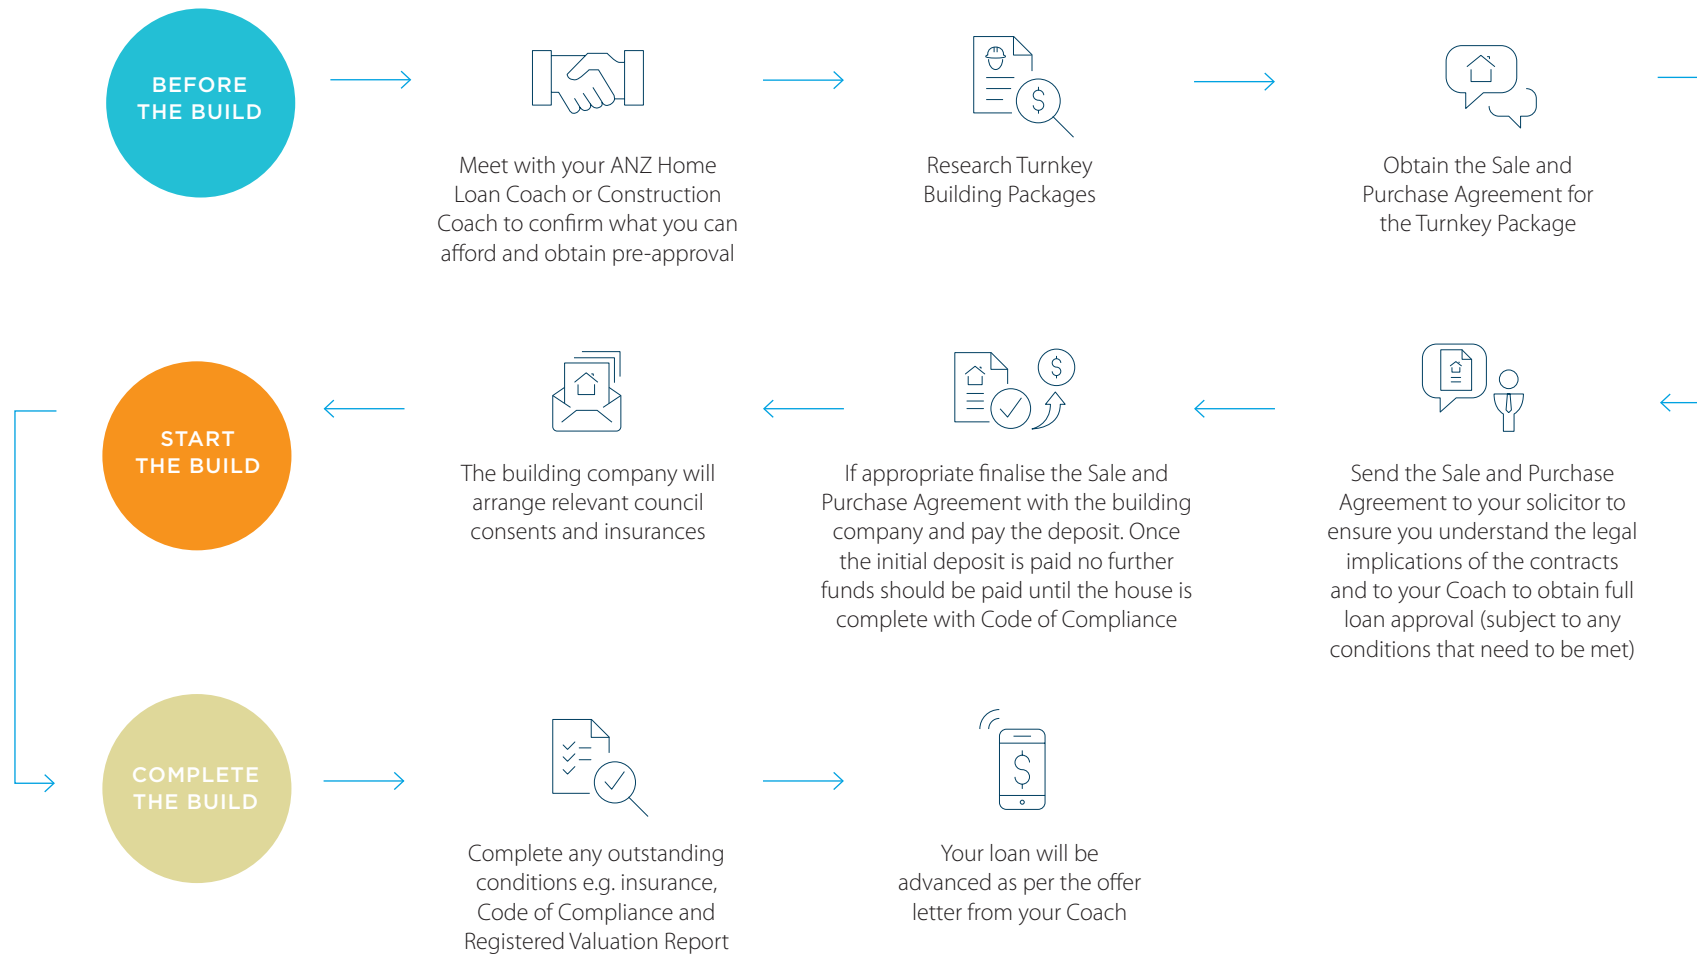 BEFORE
THE BUILD
Meet with your ANZ Home
Loan Coach or Construction
Coach to confirm what you can
afford and obtain pre-approval
Research Turnkey
Building Packages
Obtain the Sale and
Purchase Agreement for
the Turnkey Package
Send the Sale and Purchase
Agreement to your solicitor to
ensure you understand the legal
implications of the contracts
and to your Coach to obtain full
loan approval (subject to any
conditions that need to be met)
If appropriate finalise the Sale and
Purchase Agreement with the building
company and pay the deposit. Once
the initial deposit is paid no further
funds should be paid until the house is
complete with Code of Compliance
The building company will
arrange relevant council
consents and insurances
START
THE BUILD
COMPLETE
THE BUILD
Complete any outstanding
conditions e.g. insurance,
Code of Compliance and
Registered Valuation Report
Your loan will be
advanced as per the offer
letter from your Coach